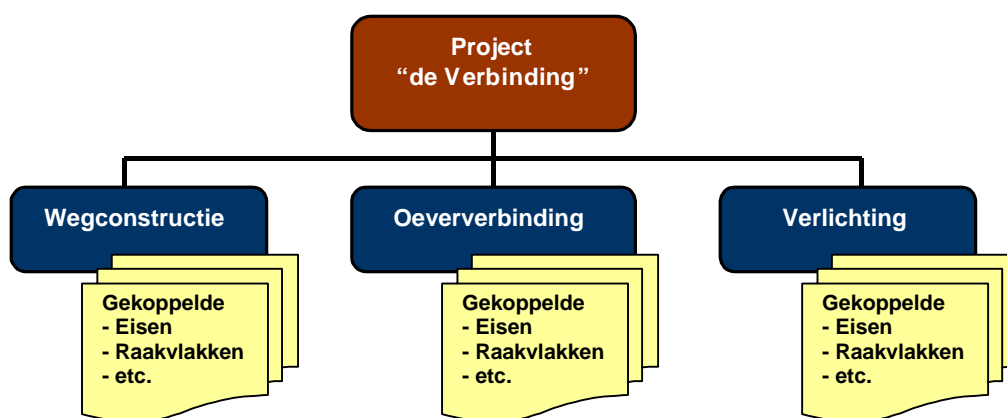 Project
“de Verbinding”
Wegconstructie
Oeververbinding
Verlichting
Gekoppelde
- Eisen
- Raakvlakken
- etc.
Gekoppelde
- Eisen
- Raakvlakken
- etc.
Gekoppelde
- Eisen
- Raakvlakken
- etc.